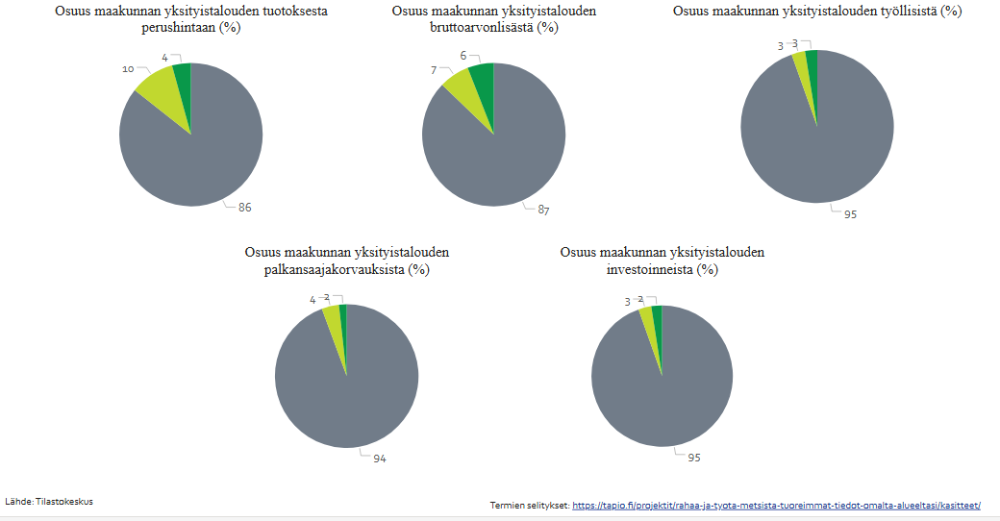 Osuus maakunnan yksityistalouden tuotoksesta
perushintaan (%)
4
10
86
Osuus maakunnan yksityistalouden
bruttoarvonlisästä (%)
6
7
87
Osuus maakunnan yksityistalouden työllisistä (%)
3
3
95
Osuus maakunnan yksityistalouden
palkansaajakorvauksista (%)
4
2
94
Osuus maakunnan yksityistalouden
investoinneista (%)
3
2
95
Lähde: Tilastokeskus
Termien selitykset: https://tapio.fi/projektit/rahaa-ja-tyota-metsista-tuoreimmat-tiedot-omalta-alueeltasi/kasitteet/